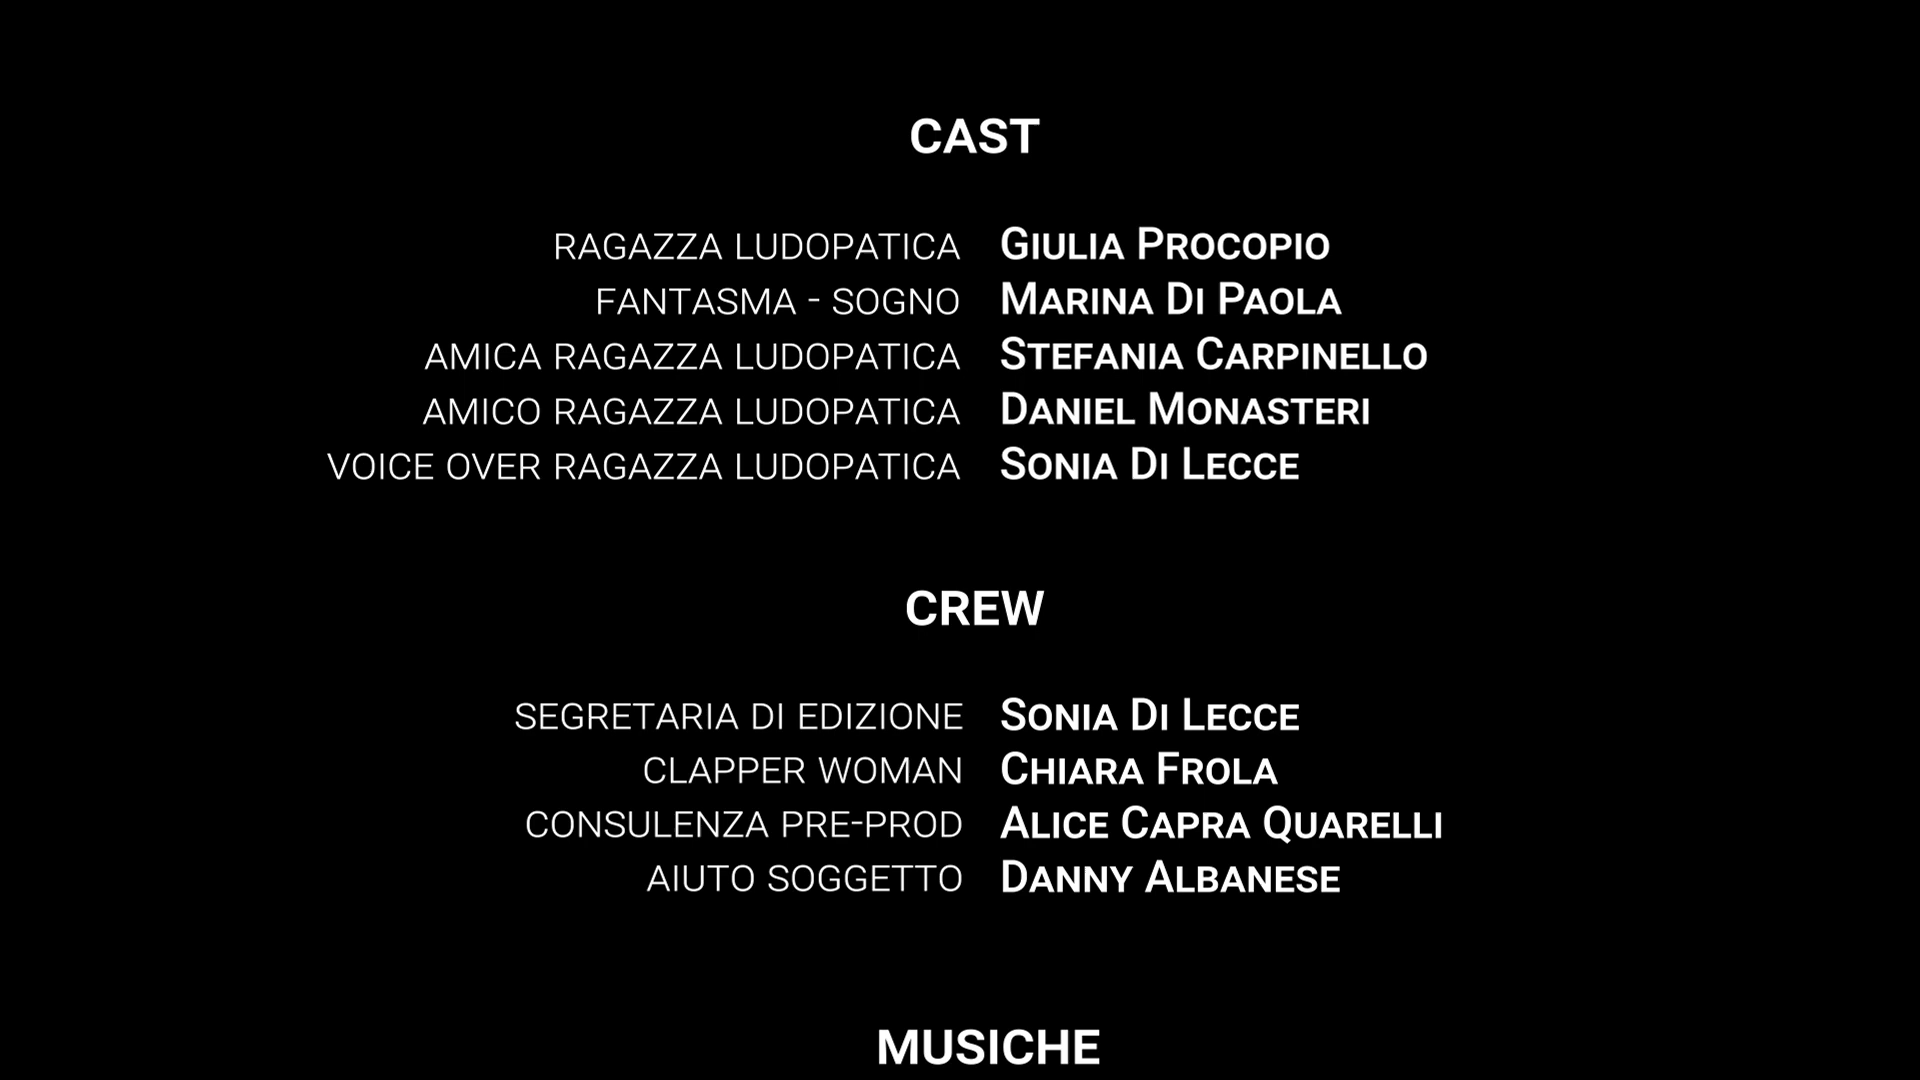 CAST
RAGAZZA LUDOPATICA GIULIA PROCOPIO
FANTASMA - SOGNO MARINA DI PAOLA
AMICA RAGAZZA LUDOPATICA STEFANIA CARPINELLO
AMICO RAGAZZA LUDOPATICA DANIEL MONASTERI
VOICE OVER RAGAZZA LUDOPATICA SONIA DI LECCE
CREW
SEGRETARIA DI EDIZIONE SONIA DI LECCE
CLAPPER WOMAN CHIARA FROLA
CONSULENZA PRE-PROD ALICE CAPRA QUARELLI
AIUTO SOGGETTO DANNY ALBANESE
MUSICHE